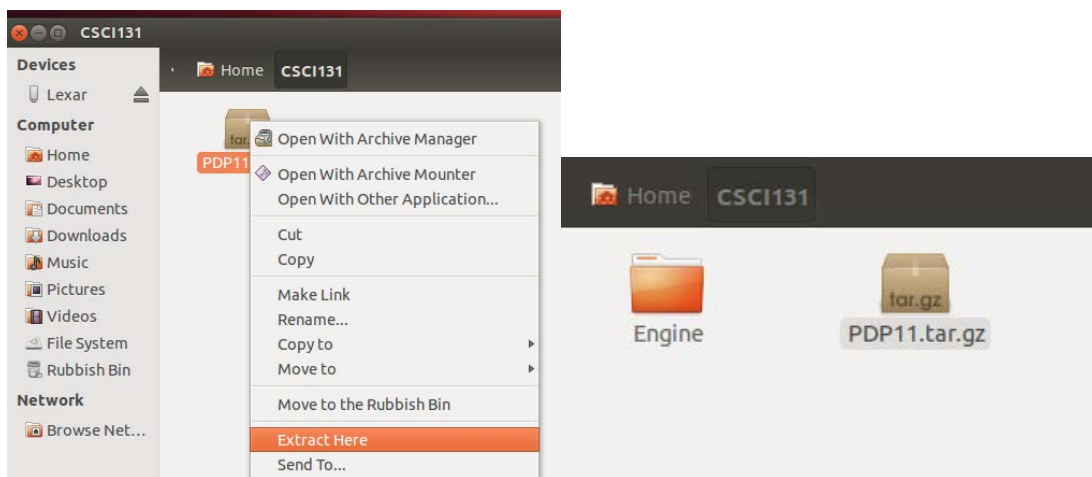 CSCI131
Devices
Lexar
Computer
Home
Desktop
Documents
Downloads
Music
Pictures
Videos
File System
Rubbish Bin
Network
Browse Net...
Home CSCI131
tar.
PDP11
Open With Archive Manager
Open With Archive Mounter
Open With Other Application...
Cut
Copy
Make Link
Rename...
Copy to
Move to
Move to the Rubbish Bin
Extract Here
Send To...
Home CSCI131
Engine
tar.gz
PDP11.tar.gz